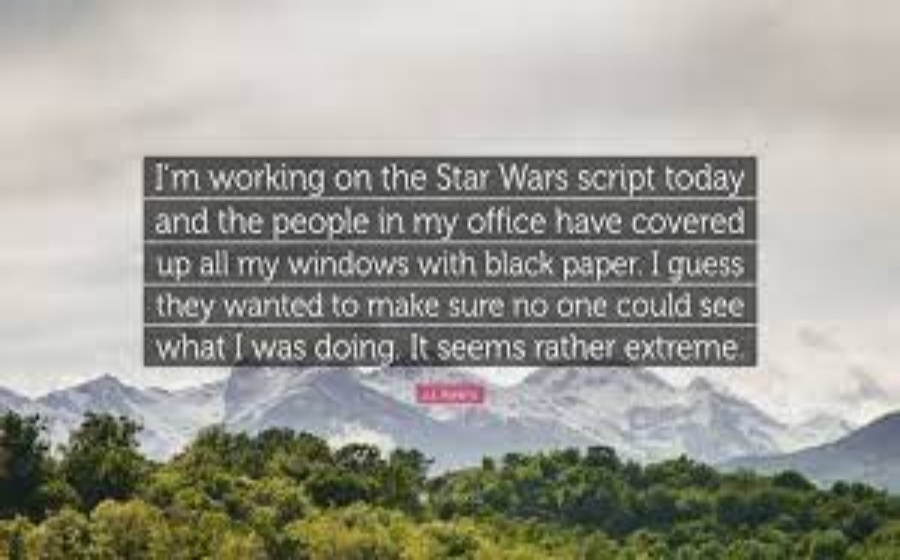 I'm working on the Star Wars script today
and the people in my office have covered
up all my windows with black paper. I guess
they wanted to make sure no one could see
what I was doing. It seems rather extreme.